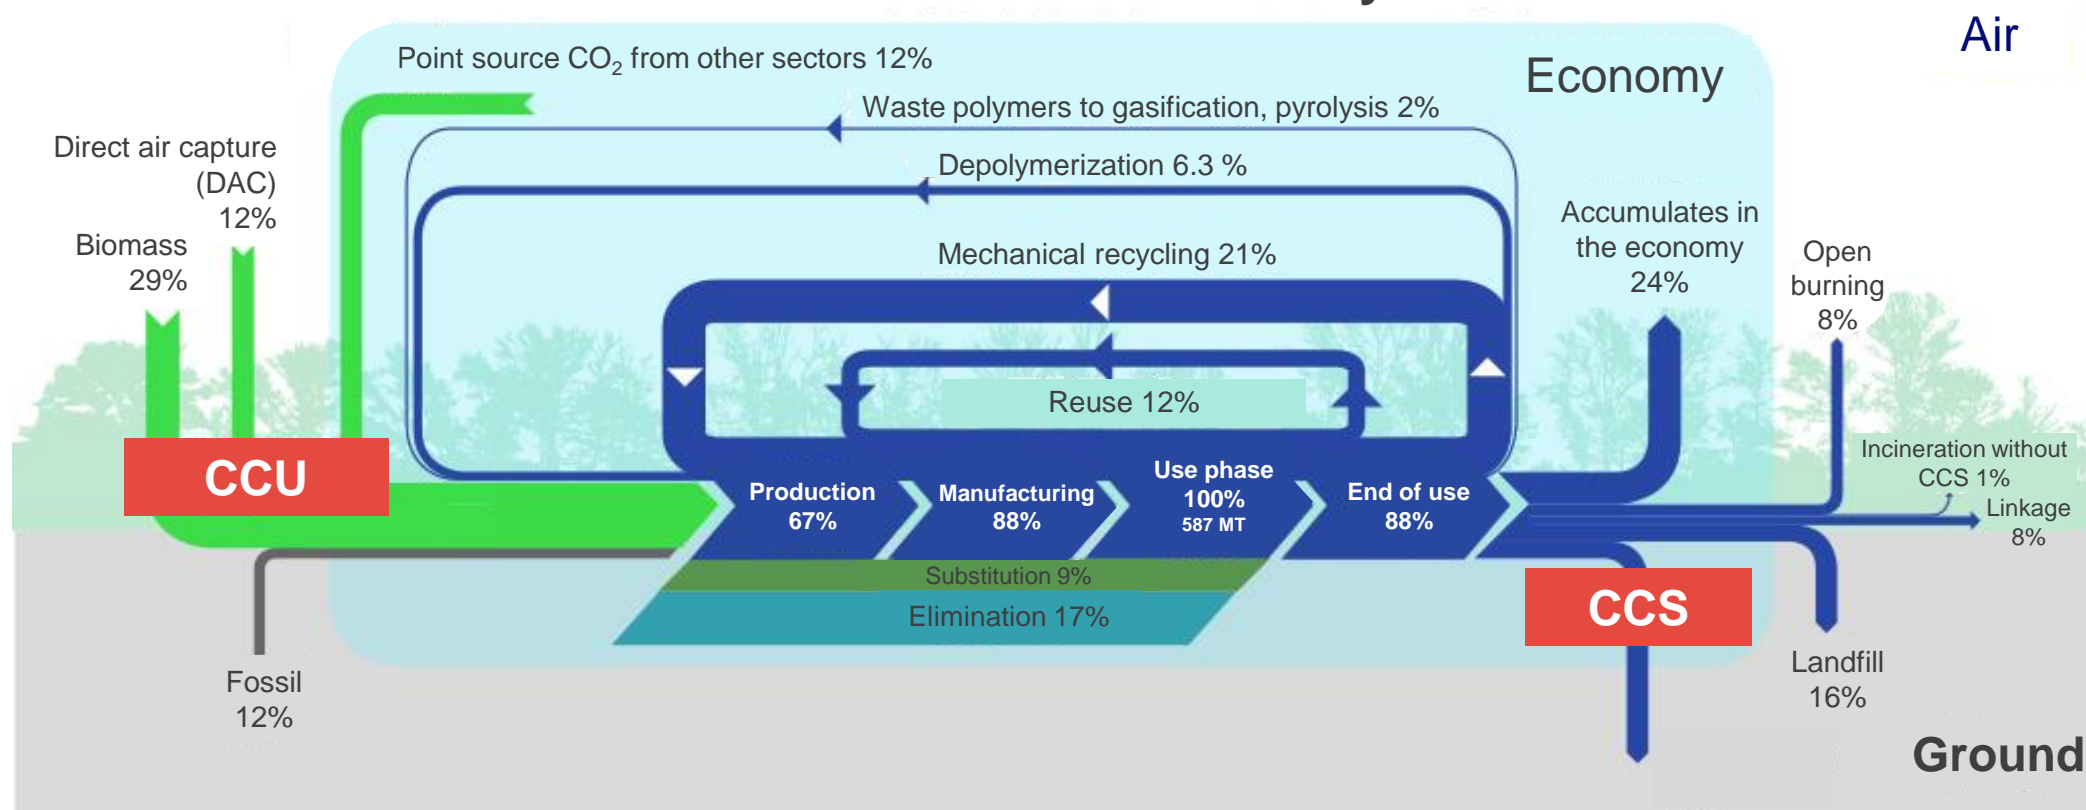 Air
Economy
Point source CO₂ from other sectors 12%
Waste polymers to gasification, pyrolysis 2%
Direct air capture
(DAC)
12%
Depolymerization 6.3 %
Biomass
29%
Mechanical recycling 21%
Accumulates in
the economy
24%
Open
burning
8%
Reuse 12%
CCU
Production
67%
Manufacturing
88%
Use phase
100%
587 MT
End of use
88%
Incineration without
CCS 1%
Linkage
8%
Substitution 9%
Elimination 17%
CCS
Fossil
12%
Landfill
16%
Ground